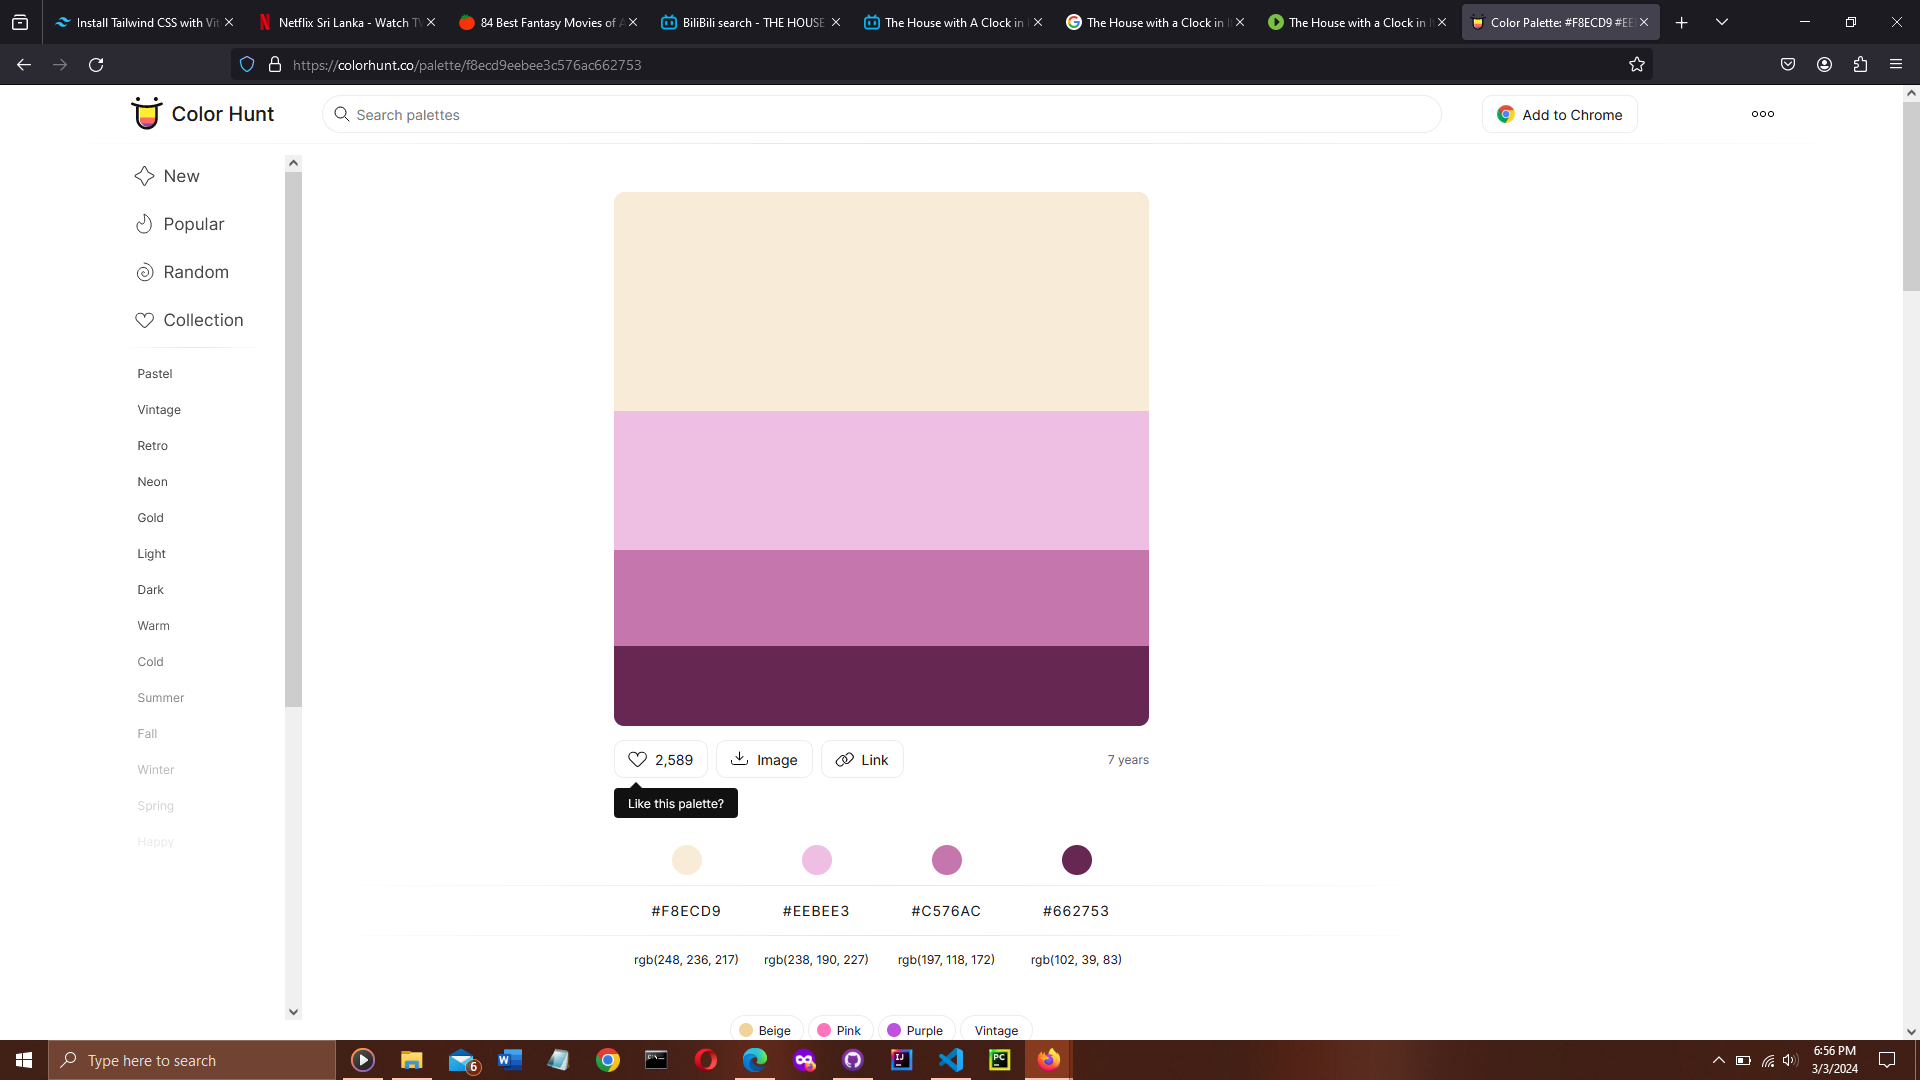 Install Tailwind CSS with Vit
Netflix Sri Lanka - Watch TV
84 Best Fantasy Movies of A
BiliBili search - THE HOUSE
The House with A Clock in
The House with a Clock in I
The House with a Clock in I
Color Palette: #F8ECD9 #EE
https://colorhunt.co/palette/f8ecd9eebee3c576ac662753
Color Hunt
Search palettes
Add to Chrome
New
Popular
Random
Collection
Pastel
Vintage
Retro
Neon
Gold
Light
Dark
Warm
Cold
Summer
Fall
Winter
Spring
Happy
2,589
Image
Link
7 years
Like this palette?
#F8ECD9 #EEBEE3 #C576AC #662753
rgb(248, 236, 217) rgb(238, 190, 227) rgb(197, 118, 172) rgb(102, 39, 83)
Beige Pink Purple Vintage
Type here to search
6
6:56 PM
3/3/2024